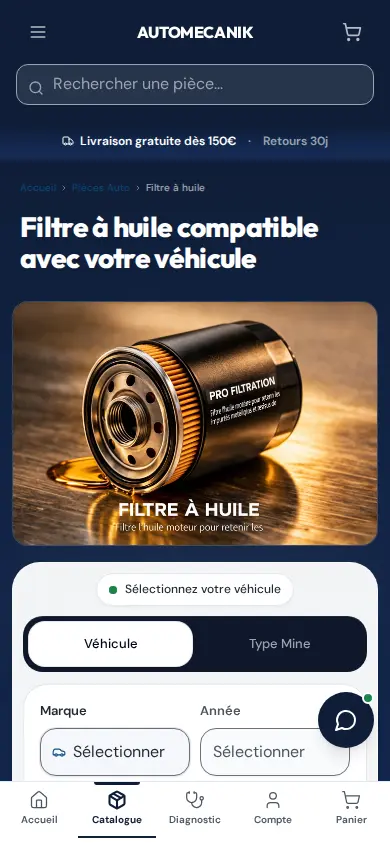 AUTOMECANIK
Rechercher une pièce...
Livraison gratuite dès 150€ · Retours 30j
Accueil > Pièces Auto > Filtre à huile
Filtre à huile compatible
avec votre véhicule
PRO FILTRATION
FILTRE À HUILE
Filtre l'huile moteur pour retenir les
Sélectionnez votre véhicule
Véhicule
Type Mine
Marque
Année
Sélectionner
Sélectionner
Accueil
Catalogue
Diagnostic
Compte
Panier